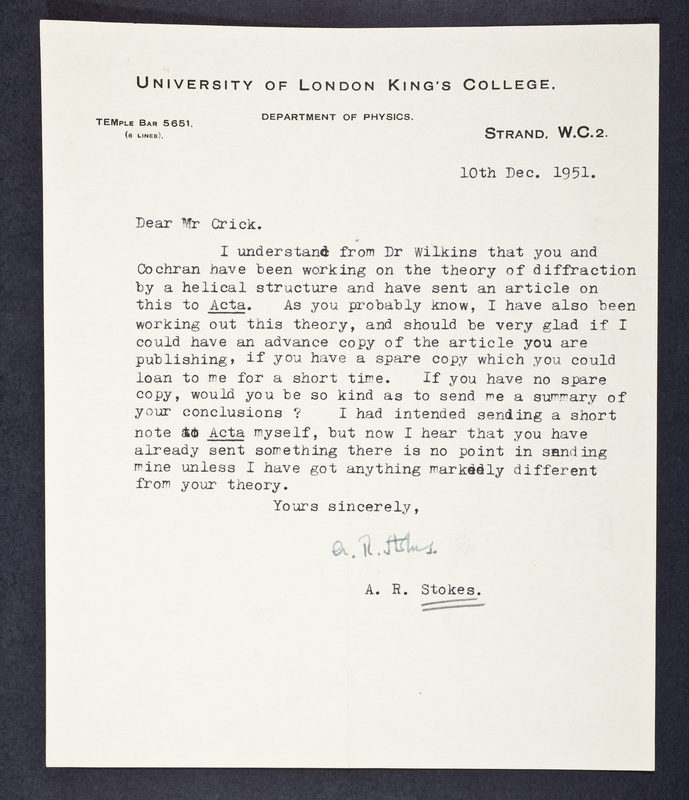 UNIVERSITY OF LONDON KING'S COLLEGE.
DEPARTMENT OF PHYSICS.
TEMPLE BAR 5651.
(6 LINES).
STRAND, W.C.2.
10th Dec. 1951.
Dear Mr Crick.
I understand from Dr Wilkins that you and
Cochran have been working on the theory of diffraction
by a helical structure and have sent an article on
this to Acta. As you probably know, I have also been
working out this theory, and should be very glad if I
could have an advance copy of the article you are
publishing, if you have a spare copy which you could
loan to me for a short time. If you have no spare
copy, would you be so kind as to send me a summary of
your conclusions ? I had intended sending a short
note to Acta myself, but now I hear that you have
already sent something there is no point in sending
mine unless I have got anything markedly different
from your theory.
Yours sincerely,
A. R. Stokes.
A. R. Stokes.